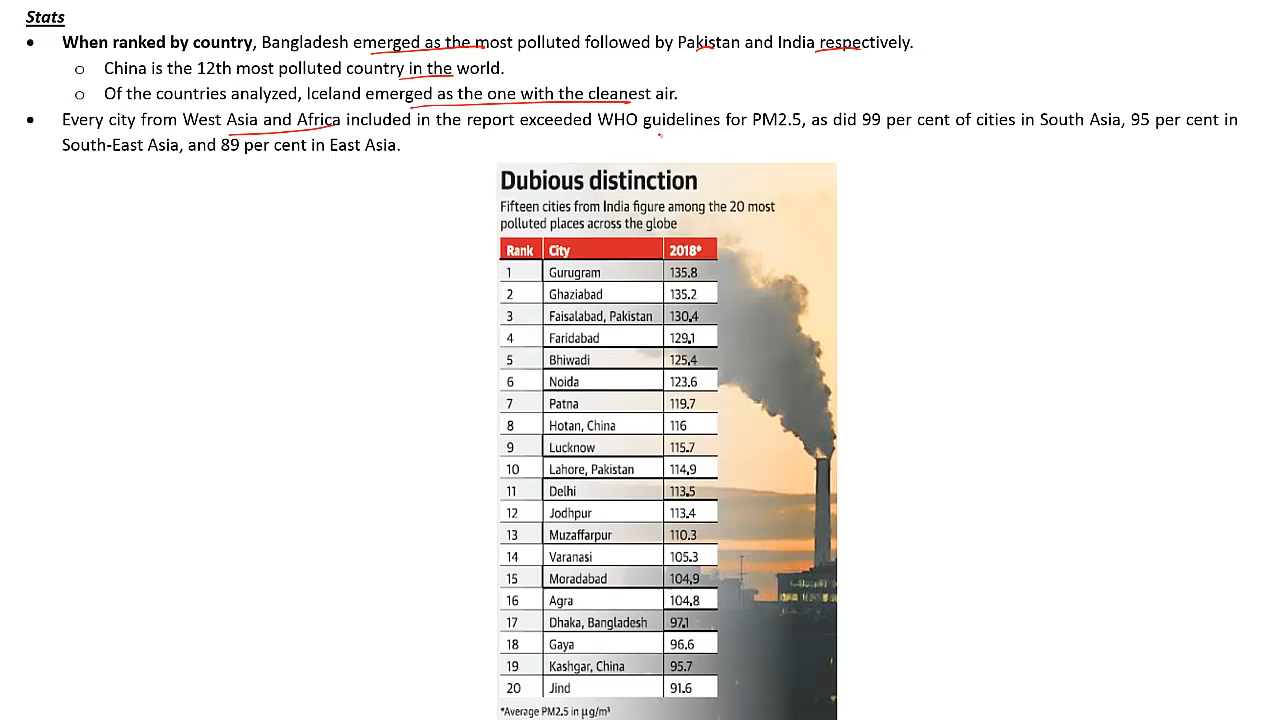 Stats
• When ranked by country, Bangladesh emerged as the most polluted followed by Pakistan and India respectively.
o China is the 12th most polluted country in the world.
o Of the countries analyzed, Iceland emerged as the one with the cleanest air.
• Every city from West Asia and Africa included in the report exceeded WHO guidelines for PM2.5, as did 99 per cent of cities in South Asia, 95 per cent in
South-East Asia, and 89 per cent in East Asia.
Dubious distinction
Fifteen cities from India figure among the 20 most
polluted places across the globe
Rank City 2018*
1 Gurugram 135.8
2 Ghaziabad 135.2
3 Faisalabad, Pakistan 130.4
4 Faridabad 129.1
5 Bhiwadi 125.4
6 Noida 123.6
7 Patna 119.7
8 Hotan, China 116
9 Lucknow 115.7
10 Lahore, Pakistan 114.9
11 Delhi 113.5
12 Jodhpur 113.4
13 Muzaffarpur 110.3
14 Varanasi 105.3
15 Moradabad 104.9
16 Agra 104.8
17 Dhaka, Bangladesh 97.1
18 Gaya 96.6
19 Kashgar, China 95.7
20 Jind 91.6
*Average PM2.5 in µg/m³